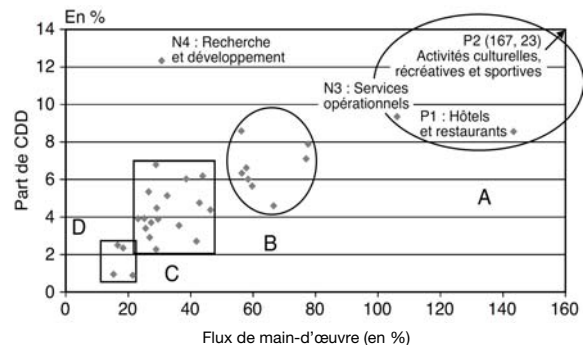 En %
14
12
10
8
6
4
2
0
Part de CDD
N4 : Recherche
et développement
P2 (167, 23)
Activités culturelles,
récréatives et sportives
N3 : Services
opérationnels
P1 : Hôtels
et restaurants
A
B
C
D
0 20 40 60 80 100 120 140 160
Flux de main-d'œuvre (en %)